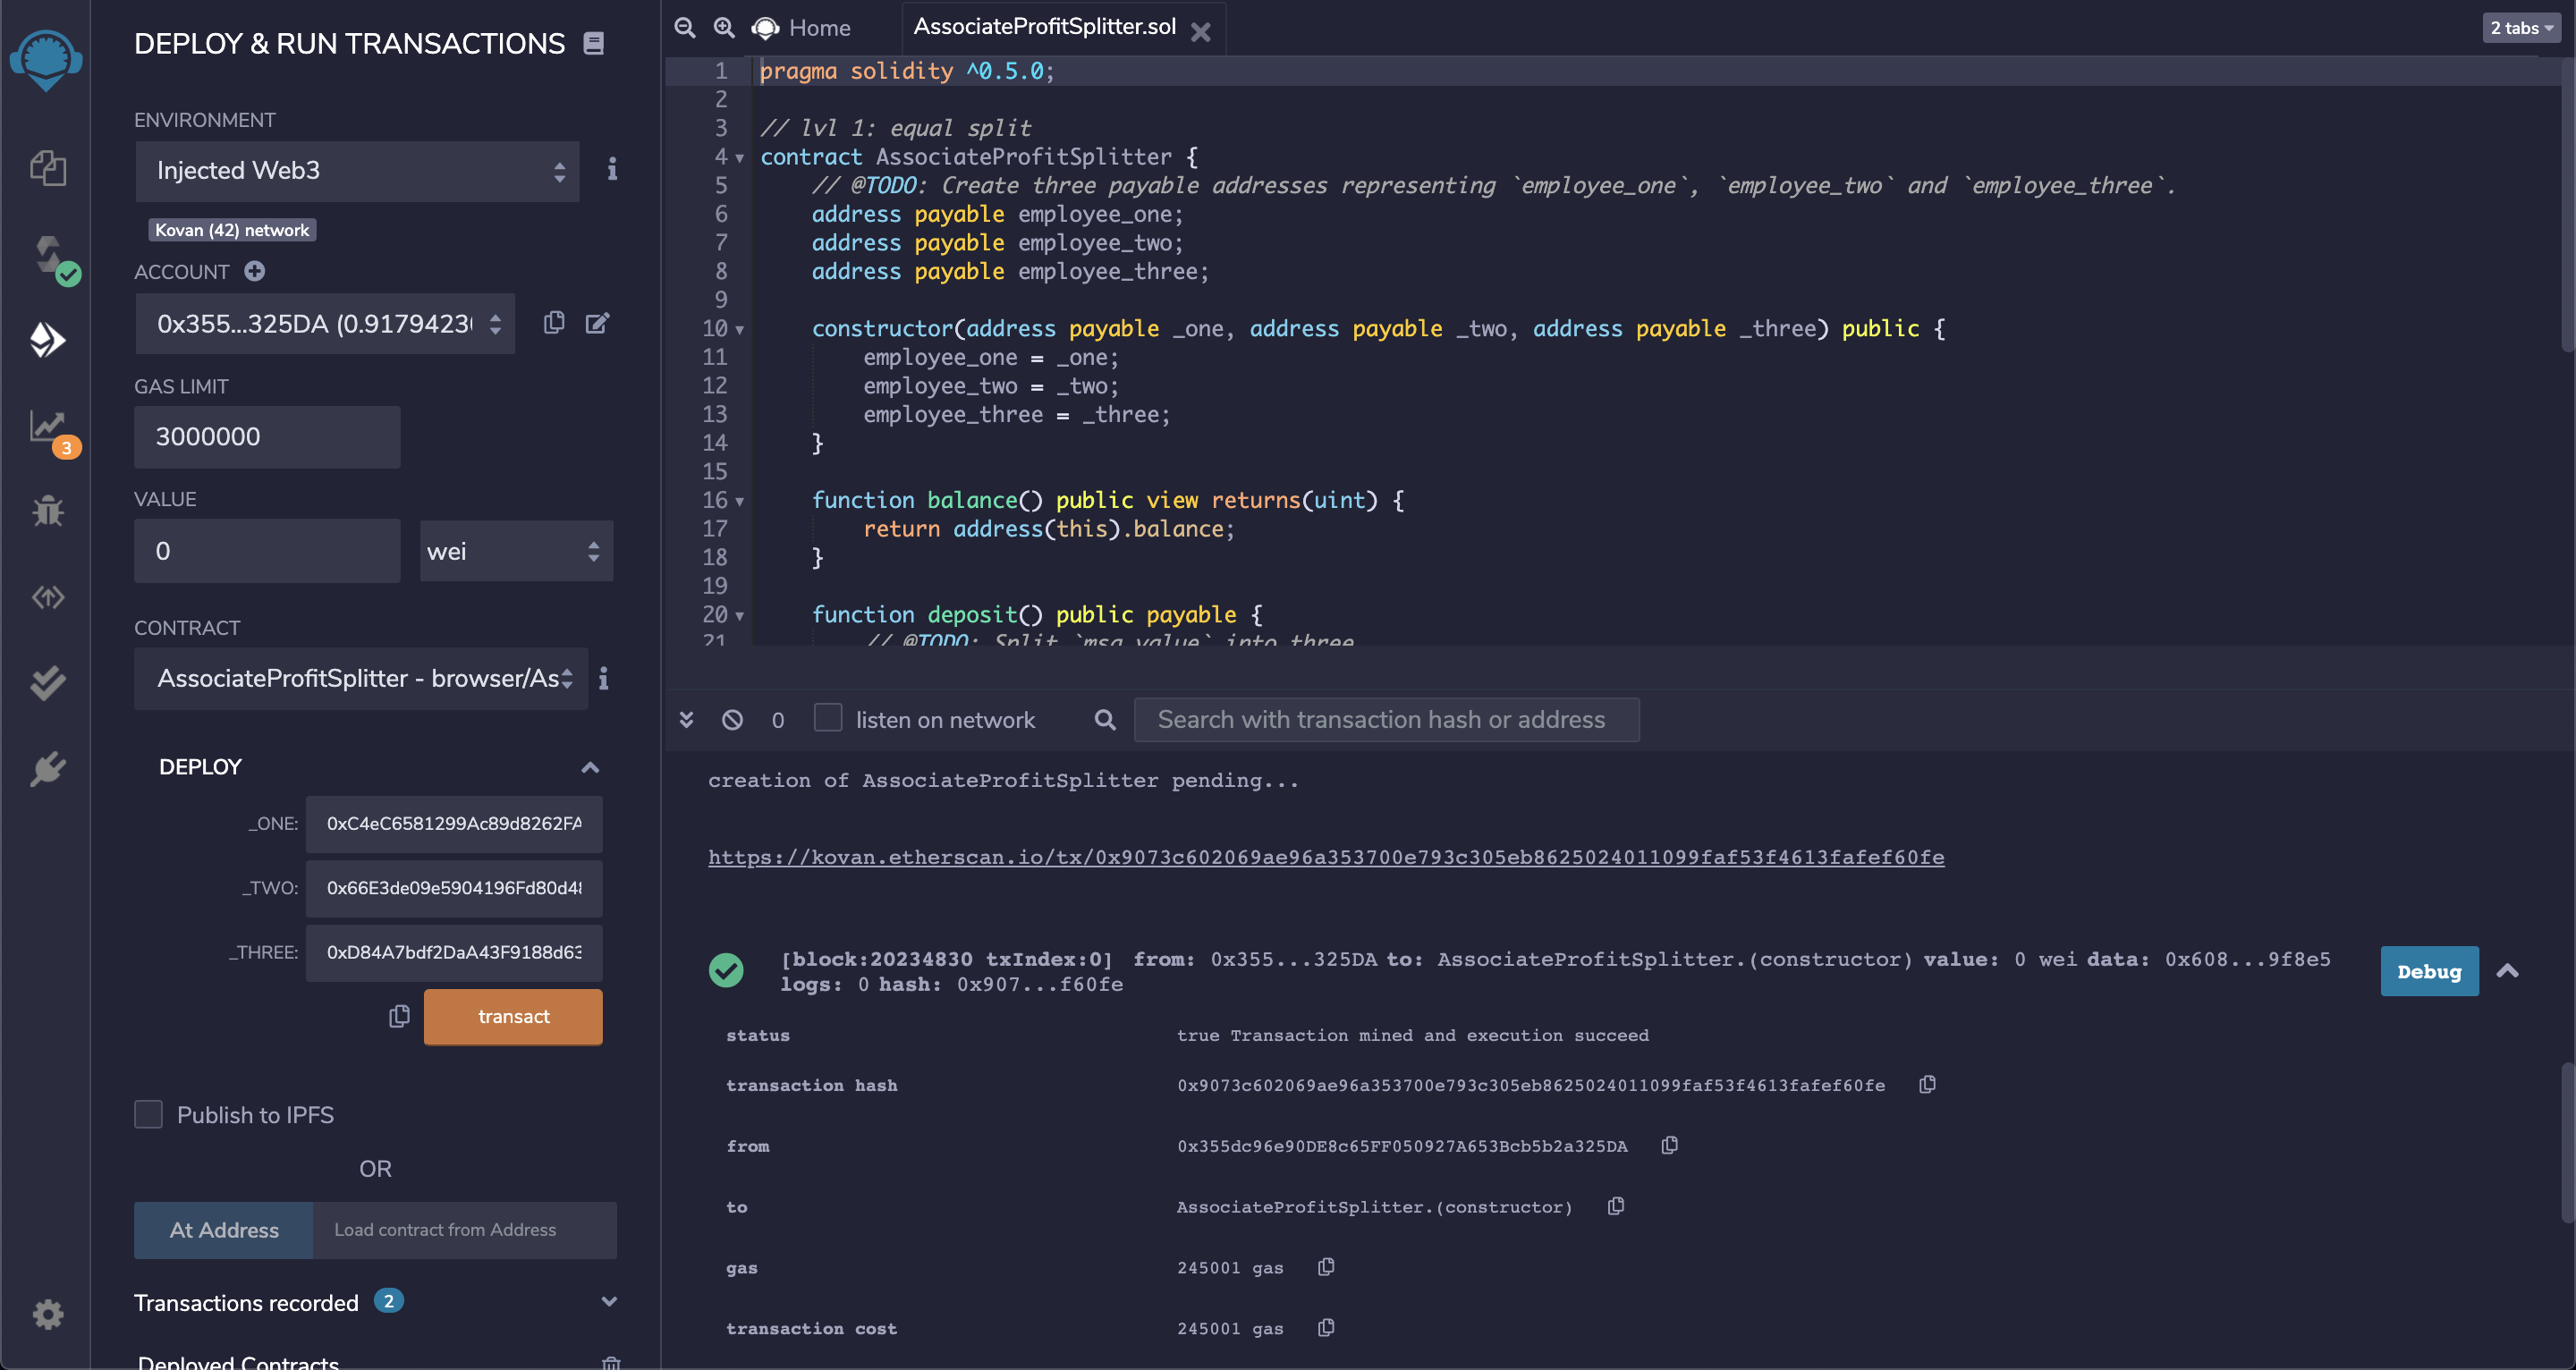 DEPLOY & RUN TRANSACTIONS
ENVIRONMENT
Injected Web3
Kovan (42) network
ACCOUNT
0x355...325DA (0.9179423
GAS LIMIT
3000000
VALUE
0
wei
CONTRACT
AssociateProfitSplitter - browser/As
DEPLOY
_ONE: 0xC4eC6581299Ac89d8262FA
_TWO: 0x66E3de09e5904196Fd80d4
_THREE: 0xD84A7bdf2DaA43F9188d63
transact
Publish to IPFS
OR
At Address
Load contract from Address
Transactions recorded 2
Deployed Contracts
3
Home
AssociateProfitSplitter.sol
2 tabs
1 pragma solidity ^0.5.0;
2
3 // lvl 1: equal split
4 contract AssociateProfitSplitter {
5 // @TODO: Create three payable addresses representing `employee_one`, `employee_two` and `employee_three`.
6 address payable employee_one;
7 address payable employee_two;
8 address payable employee_three;
9
10 constructor(address payable _one, address payable _two, address payable _three) public {
11 employee_one = _one;
12 employee_two = _two;
13 employee_three = _three;
14 }
15
16 function balance() public view returns(uint) {
17 return address(this).balance;
18 }
19
20 function deposit() public payable {
21 // @TODO: Split `msg.value` into three
0
listen on network
Search with transaction hash or address
creation of AssociateProfitSplitter pending...
https://kovan.etherscan.io/tx/0x9073c602069ae96a353700e793c305eb8625024011099faf53f4613fafef60fe
[block:20234830 txIndex:0] from: 0x355...325DA to: AssociateProfitSplitter.(constructor) value: 0 wei data: 0x608...9f8e5
logs: 0 hash: 0x907...f60fe
Debug
status true Transaction mined and execution succeed
transaction hash 0x9073c602069ae96a353700e793c305eb8625024011099faf53f4613fafef60fe
from 0x355dc96e90DE8c65FF050927A653Bcb5b2a325DA
to AssociateProfitSplitter.(constructor)
gas 245001 gas
transaction cost 245001 gas